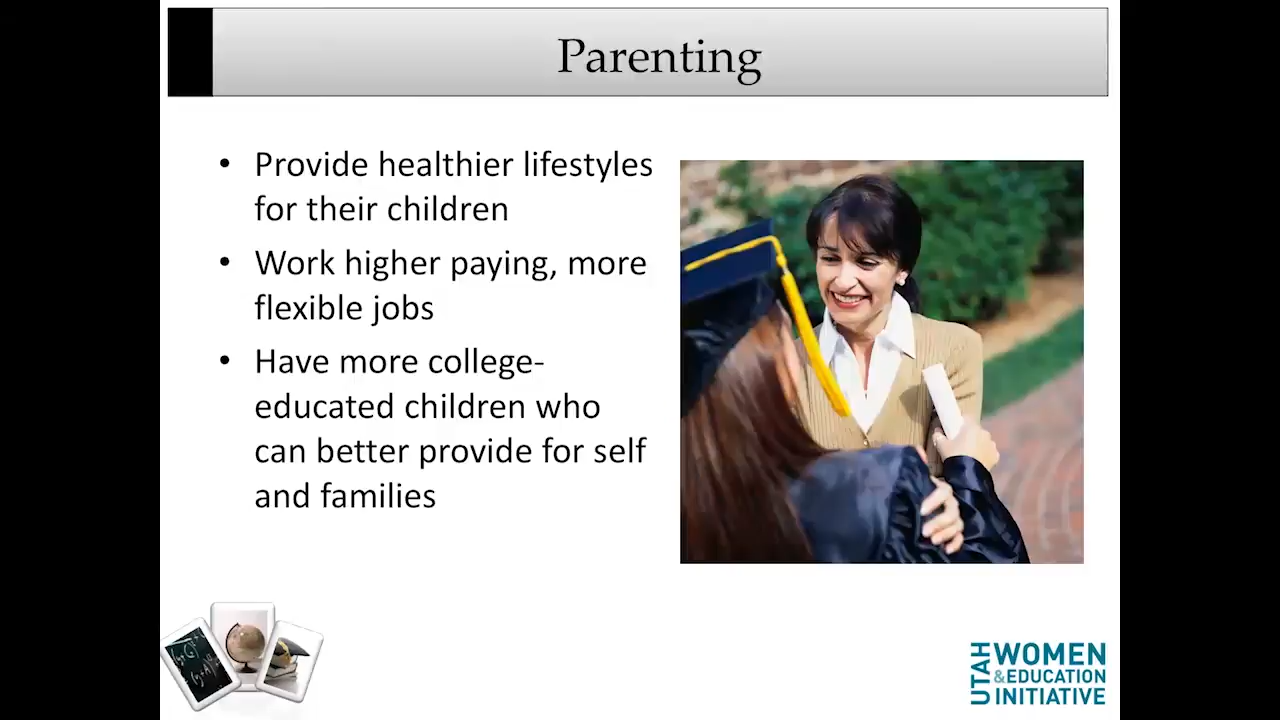 Parenting
• Provide healthier lifestyles
for their children
• Work higher paying, more
flexible jobs
• Have more college-
educated children who
can better provide for self
and families
UTAH
WOMEN
&EDUCATION
INITIATIVE